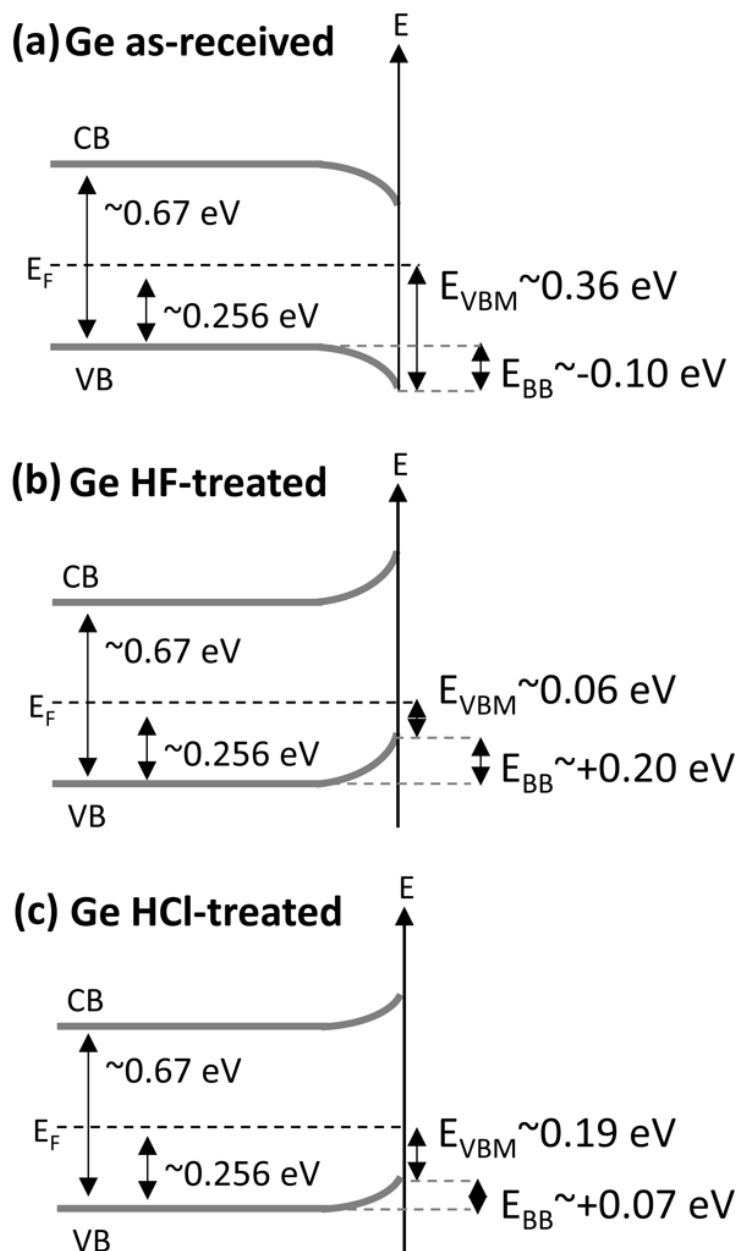 (a) Ge as-received
E
CB
~0.67 eV
E_F
E_VBM~0.36 eV
~0.256 eV
VB
E_BB~-0.10 eV
(b) Ge HF-treated
E
CB
~0.67 eV
E_VBM~0.06 eV
E_F
~0.256 eV
E_BB~+0.20 eV
VB
(c) Ge HCl-treated
E
CB
~0.67 eV
E_F
E_VBM~0.19 eV
~0.256 eV
E_BB~+0.07 eV
VB